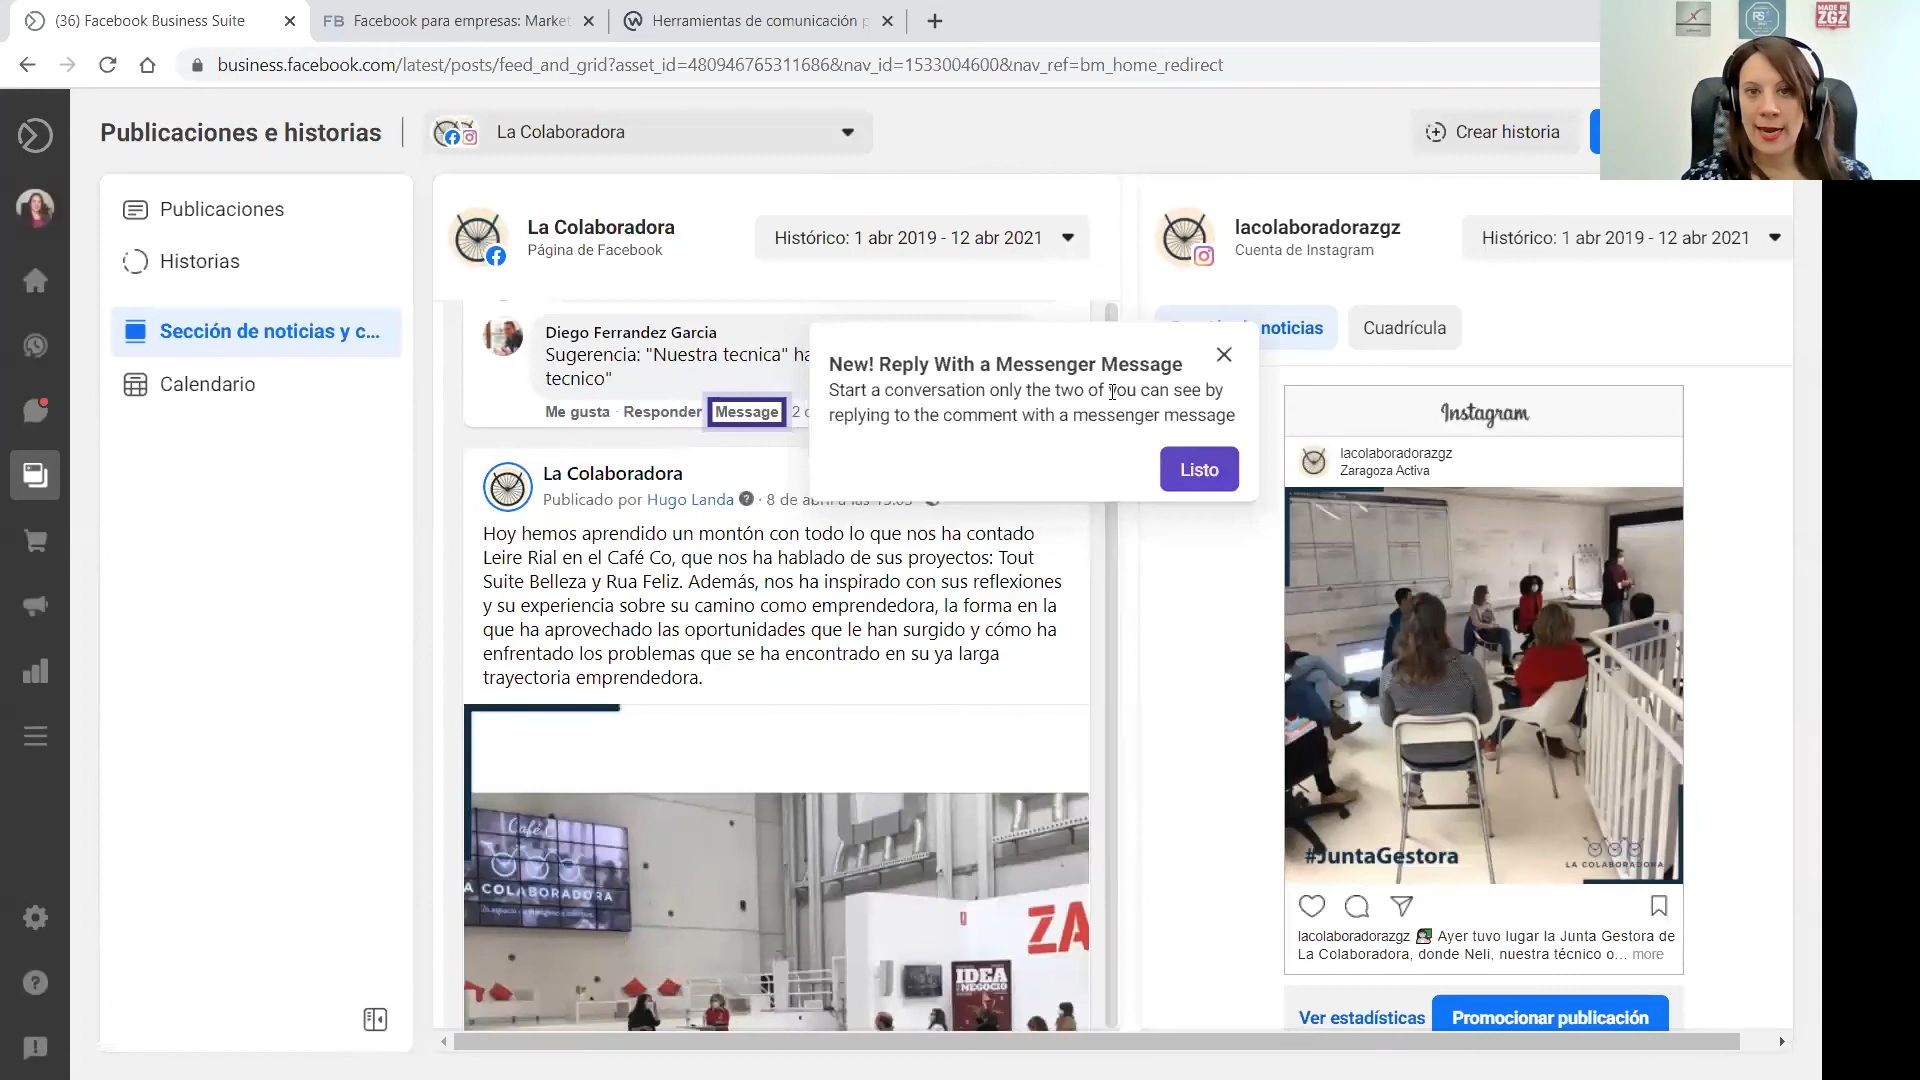 (36) Facebook Business Suite
FB Facebook para empresas: Market
Herramientas de comunicación p
business.facebook.com/latest/posts/feed_and_grid?asset_id=480946765311686&nav_id=1533004600&nav_ref=bm_home_redirect
MADE IN ZGZ
Publicaciones e historias
La Colaboradora
Crear historia
Publicaciones
Historias
Sección de noticias y c...
Calendario
La Colaboradora
Página de Facebook
Histórico: 1 abr 2019 - 12 abr 2021
lacolaboradorazgz
Cuenta de Instagram
Histórico: 1 abr 2019 - 12 abr 2021
noticias
Cuadrícula
Diego Ferrandez Garcia
Sugerencia: "Nuestra tecnica" ha
tecnico"
Me gusta · Responder
Message
New! Reply With a Messenger Message
Start a conversation only the two of you can see by
replying to the comment with a messenger message
Listo
La Colaboradora
Publicado por Hugo Landa
Hoy hemos aprendido un montón con todo lo que nos ha contado
Leire Rial en el Café Co, que nos ha hablado de sus proyectos: Tout
Suite Belleza y Rua Feliz. Además, nos ha inspirado con sus reflexiones
y su experiencia sobre su camino como emprendedora, la forma en la
que ha aprovechado las oportunidades que le han surgido y cómo ha
enfrentado los problemas que se ha encontrado en su ya larga
trayectoria emprendedora.
A COLABORADORA
ZA
IDEA
NEGOCIO
Instagram
lacolaboradorazgz
Zaragoza Activa
#JuntaGestora
LA COLABORADORA
lacolaboradorazgz Ayer tuvo lugar la Junta Gestora de
La Colaboradora, donde Neli, nuestra técnico o... more
Ver estadísticas
Promocionar publicación